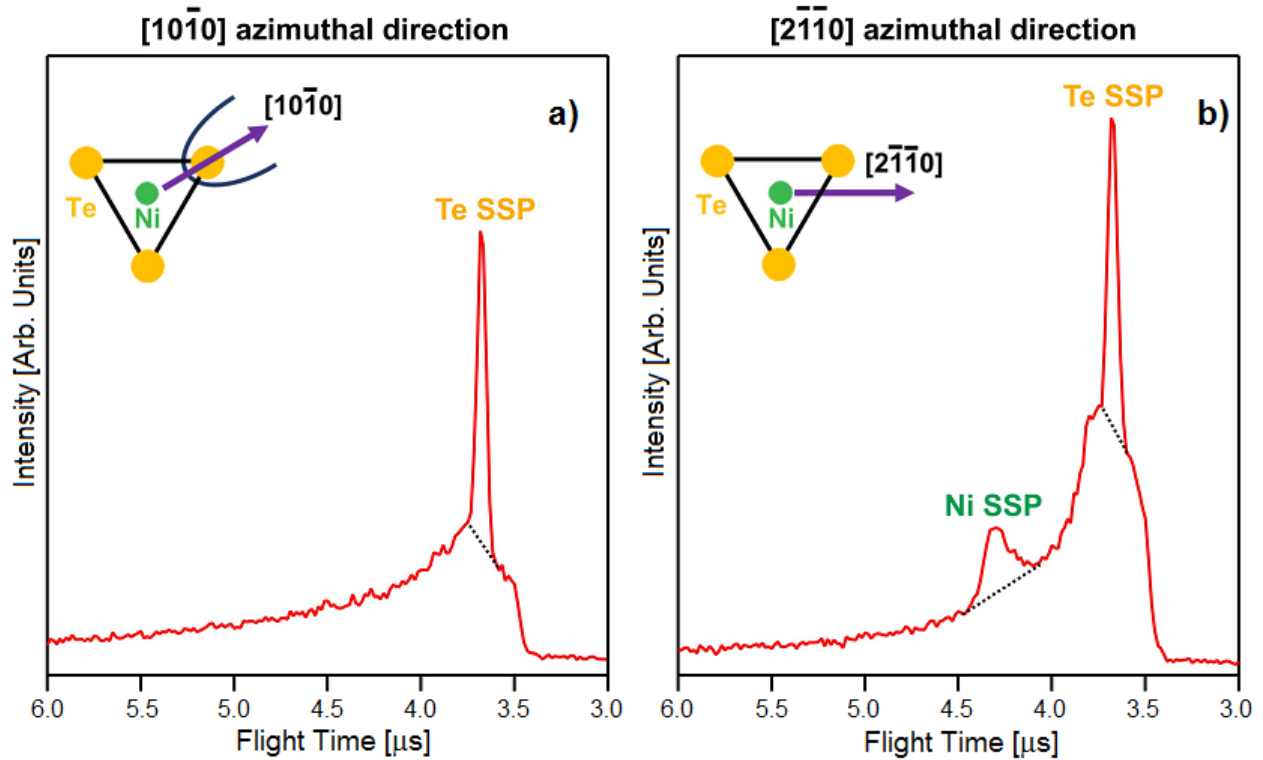 [101̅0] azimuthal direction
[21̅1̅0] azimuthal direction
a)
[101̅0]
Te
Ni
Te SSP
Intensity [Arb. Units]
6.0 5.5 5.0 4.5 4.0 3.5 3.0
Flight Time [μs]
b)
Te SSP
[21̅1̅0]
Te
Ni
Ni SSP
Intensity [Arb. Units]
6.0 5.5 5.0 4.5 4.0 3.5 3.0
Flight Time [μs]